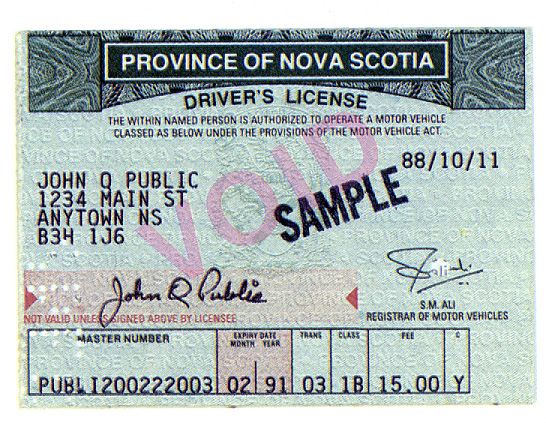 PROVINCE OF NOVA SCOTIA
DRIVER'S LICENSE
THE WITHIN NAMED PERSON IS AUTHORIZED TO OPERATE A MOTOR VEHICLE
CLASSED AS BELOW UNDER THE PROVISIONS OF THE MOTOR VEHICLE ACT.
88/10/11
VOID
SAMPLE
JOHN Q PUBLIC
1234 MAIN ST
ANYTOWN NS
B3H 1J6
John Q Public
NOT VALID UNLESS SIGNED ABOVE BY LICENSEE
S. Ali
S.M. ALI
REGISTRAR OF MOTOR VEHICLES
MASTER NUMBER EXPIRY DATE TRANS CLASS FEE C
MONTH YEAR
PUBLI200222003 02 91 03 1B 15.00 Y